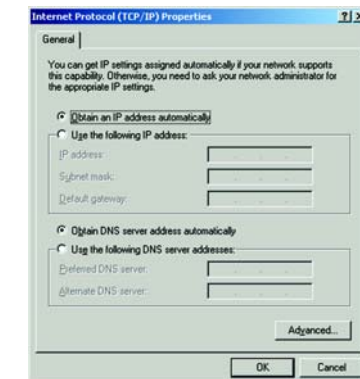 Internet Protocol (TCP/IP) Properties
General
You can get IP settings assigned automatically if your network supports
this capability. Otherwise, you need to ask your network administrator for
the appropriate IP settings.
Obtain an IP address automatically
Use the following IP address:
IP address:
Subnet mask:
Default gateway:
Obtain DNS server address automatically
Use the following DNS server addresses:
Preferred DNS server:
Alternate DNS server:
Advanced...
OK Cancel